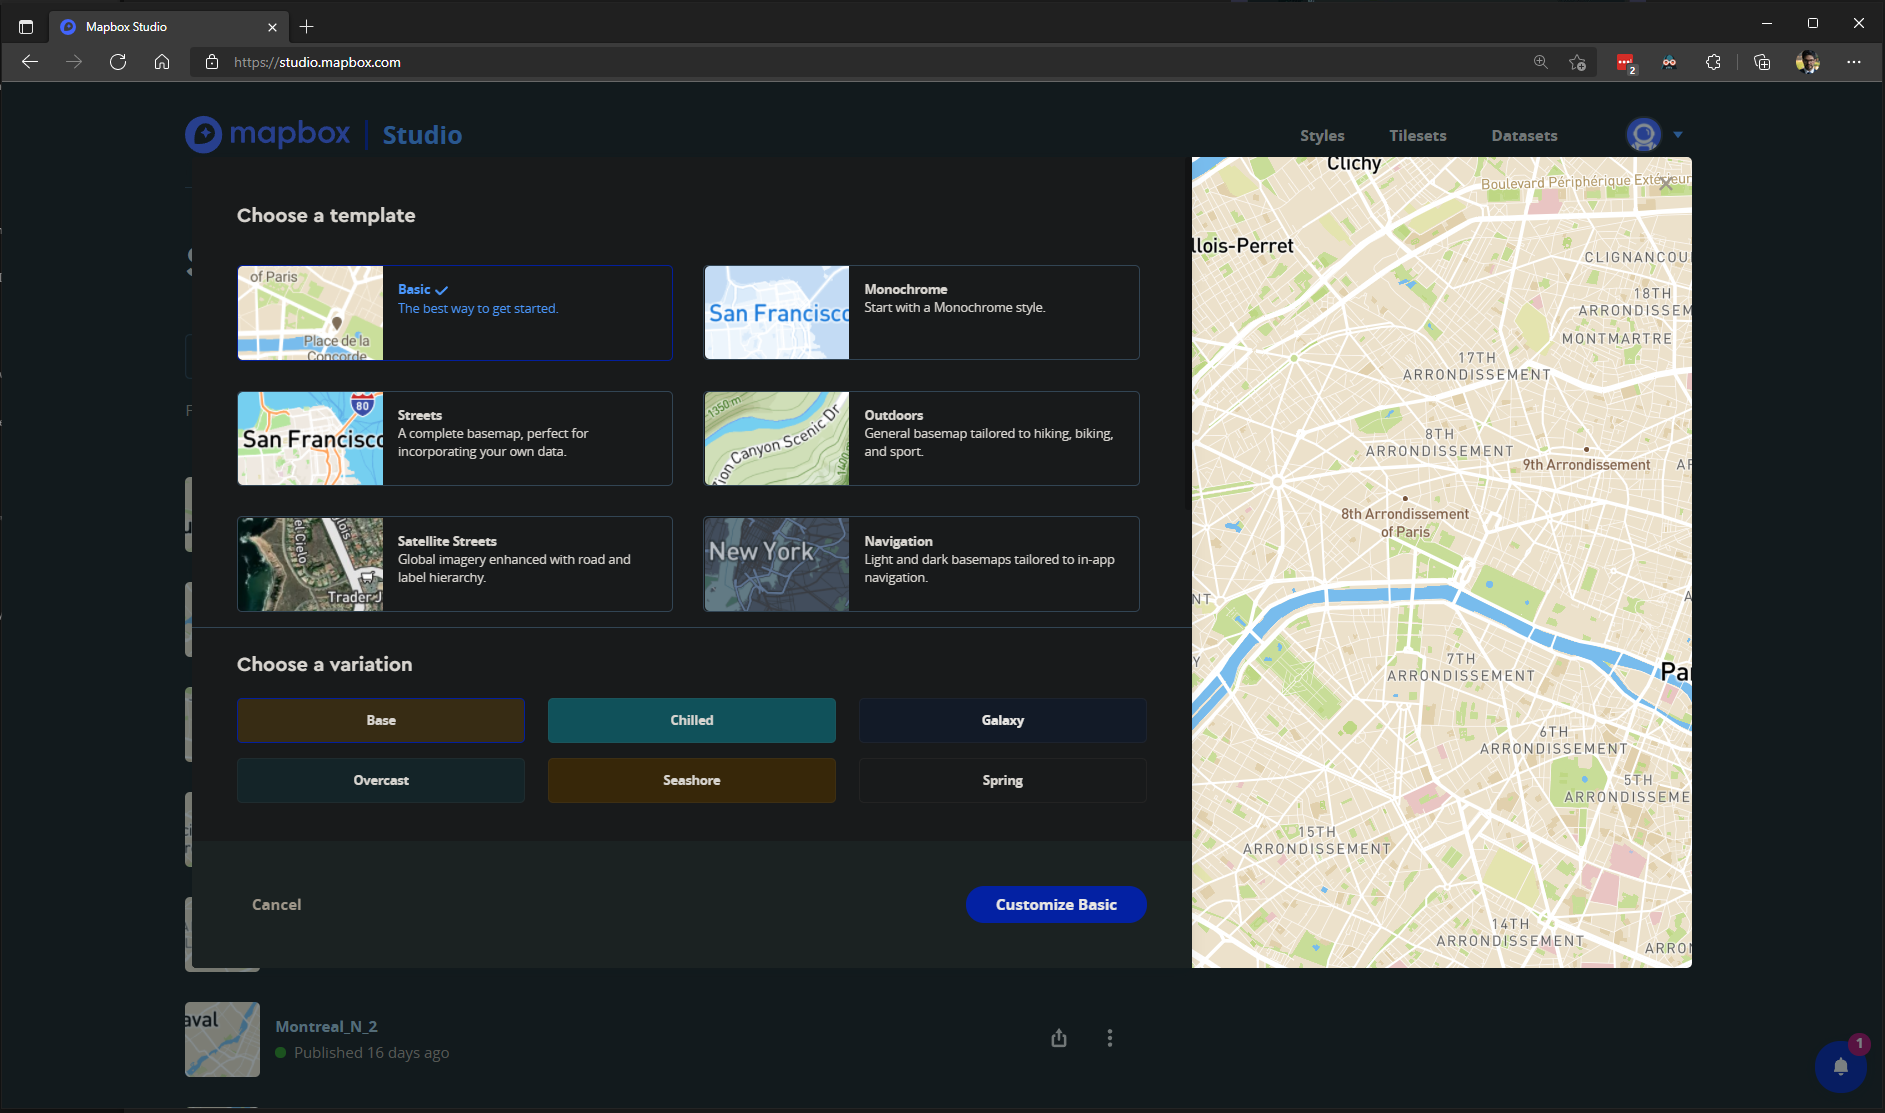 Mapbox Studio
https://studio.mapbox.com
2
mapbox | Studio
Styles
Tilesets
Datasets
Choose a template
of Paris
Place de la
Concorde
Basic
The best way to get started.
San Francisco
Monochrome
Start with a Monochrome style.
80
San Francisco
Streets
A complete basemap, perfect for
incorporating your own data.
1350 m
Zion Canyon Scenic Dr
1400
Outdoors
General basemap tailored to hiking, biking,
and sport.
el Cielo
Trader J
Satellite Streets
Global imagery enhanced with road and
label hierarchy.
New York
Navigation
Light and dark basemaps tailored to in-app
navigation.
Choose a variation
Base
Chilled
Galaxy
Overcast
Seashore
Spring
Cancel
Customize Basic
Clichy
Boulevard Périphérique Extérieur
llois-Perret
CLIGNANCOU
18TH
ARRONDISSEM
MONTMARTRE
17TH
ARRONDISSEMENT
8TH
ARRONDISSEMENT
9th Arrondissement
AR
8th Arrondissement
of Paris
NT
7TH
ARRONDISSEMENT
Par
6TH
ARRONDISSEMENT
5TH
ARRONDISSEME
15TH
ARRONDISSEMENT
14TH
ARRONDISSEMENT
ARRON
aval
Montreal_N_2
Published 16 days ago
1